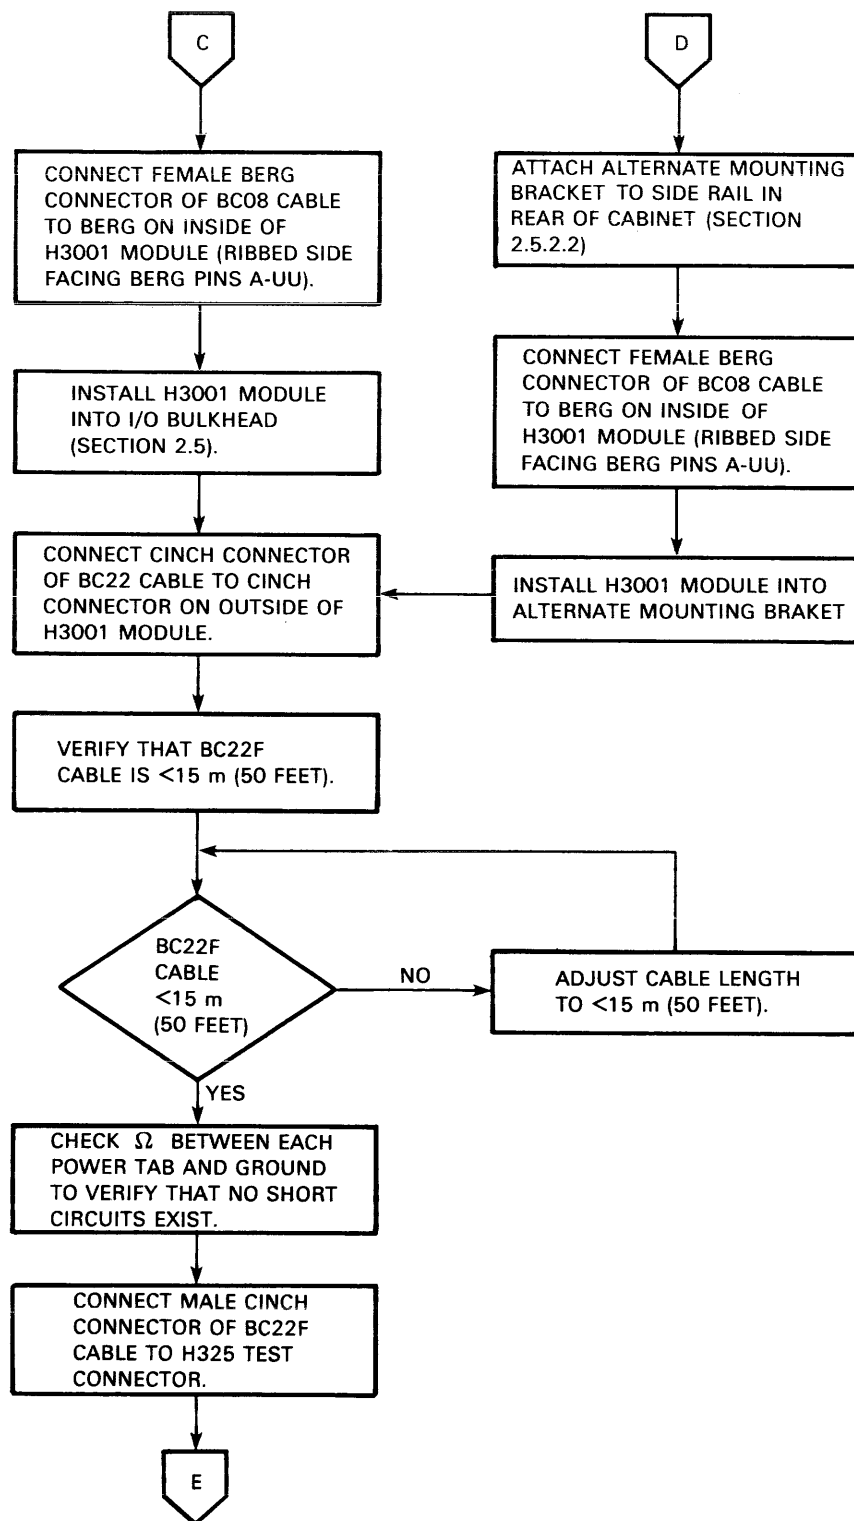 C
CONNECT FEMALE BERG
CONNECTOR OF BC08 CABLE
TO BERG ON INSIDE OF
H3001 MODULE (RIBBED SIDE
FACING BERG PINS A-UU).
INSTALL H3001 MODULE
INTO I/O BULKHEAD
(SECTION 2.5).
D
ATTACH ALTERNATE MOUNTING
BRACKET TO SIDE RAIL IN
REAR OF CABINET (SECTION
2.5.2.2)
CONNECT FEMALE BERG
CONNECTOR OF BC08 CABLE
TO BERG ON INSIDE OF
H3001 MODULE (RIBBED SIDE
FACING BERG PINS A-UU).
INSTALL H3001 MODULE INTO
ALTERNATE MOUNTING BRAKET
CONNECT CINCH CONNECTOR
OF BC22 CABLE TO CINCH
CONNECTOR ON OUTSIDE OF
H3001 MODULE.
VERIFY THAT BC22F
CABLE IS <15 m (50 FEET).
BC22F
CABLE
<15 m
(50 FEET)
NO
ADJUST CABLE LENGTH
TO <15 m (50 FEET).
YES
CHECK Ω BETWEEN EACH
POWER TAB AND GROUND
TO VERIFY THAT NO SHORT
CIRCUITS EXIST.
CONNECT MALE CINCH
CONNECTOR OF BC22F
CABLE TO H325 TEST
CONNECTOR.
E